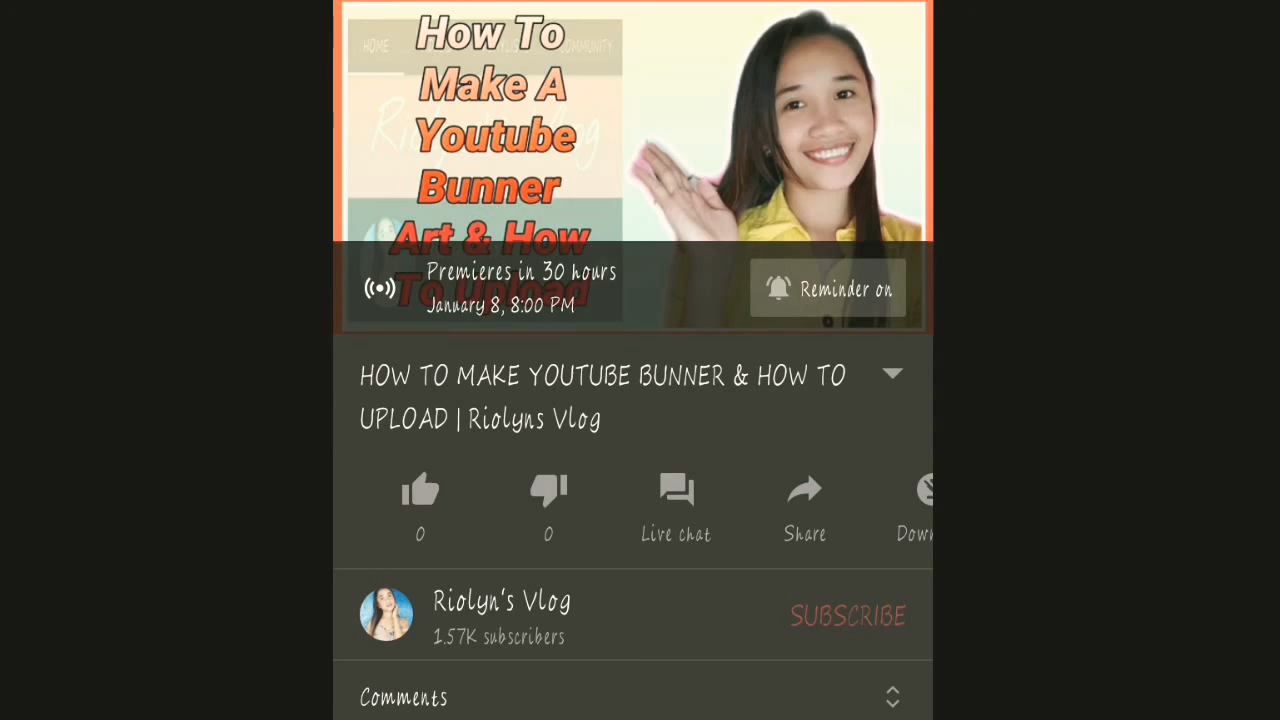 How To
HOME
COMMUNITY
Make A
Youtube
Bunner
Art & How
To Upload
Premieres in 30 hours
January 8, 8:00 PM
Reminder on
HOW TO MAKE YOUTUBE BUNNER & HOW TO
UPLOAD | Riolyns Vlog
0
0
Live chat
Share
Down
Riolyn's Vlog
1.57K subscribers
SUBSCRIBE
Comments